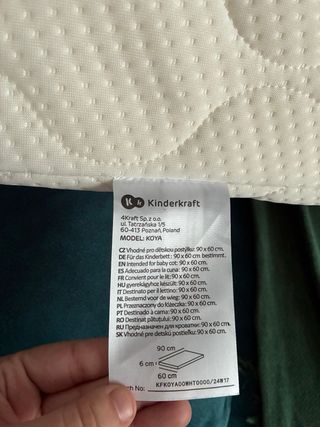 Kinderkraft
4Kraft Sp. z o.o.
ul. Tatrzańska 1/5
60-413 Poznań, Poland
MODEL: KOYA
CZ Vhodné pro dětskou postýlku: 90 x 60 cm.
DE Für das Kinderbett: 90 x 60 cm bestimmt.
EN Intended for baby cot: 90 x 60 cm.
ES Adecuado para la cuna: 90 x 60 cm.
FR Convient pour le lit: 90 x 60 cm.
HU gyerekágyhoz készült: 90 x 60 cm.
IT Destinato per il lettino: 90 x 60 cm.
NL Bestemd voor de wieg: 90 x 60 cm.
PL Przeznaczony do łóżeczka: 90 x 60 cm.
PT Destinado à cama: 90 x 60 cm.
RO Destinat pătuțului: 90 x 60 cm.
RU Предназначен для кроватки: 90 x 60 cm.
SK Vhodné pre detskú postieľku: 90 x 60 cm.
90 cm
6 cm
60 cm
No: KFKOYA00WHT0000/24W17